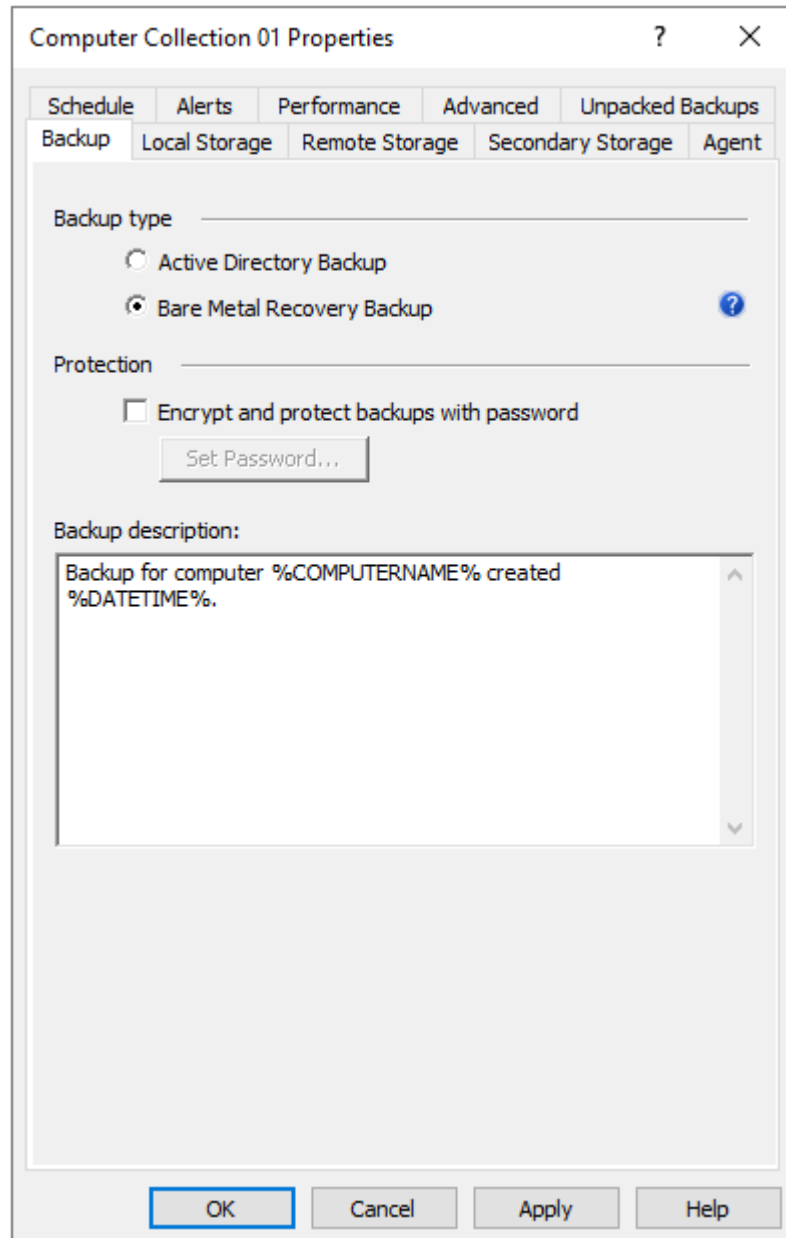 Computer Collection 01 Properties ? ×
Schedule Alerts Performance Advanced Unpacked Backups
Backup Local Storage Remote Storage Secondary Storage Agent
Backup type
Active Directory Backup
Bare Metal Recovery Backup ?
Protection
Encrypt and protect backups with password
Set Password...
Backup description:
Backup for computer %COMPUTERNAME% created
%DATETIME%.
OK Cancel Apply Help